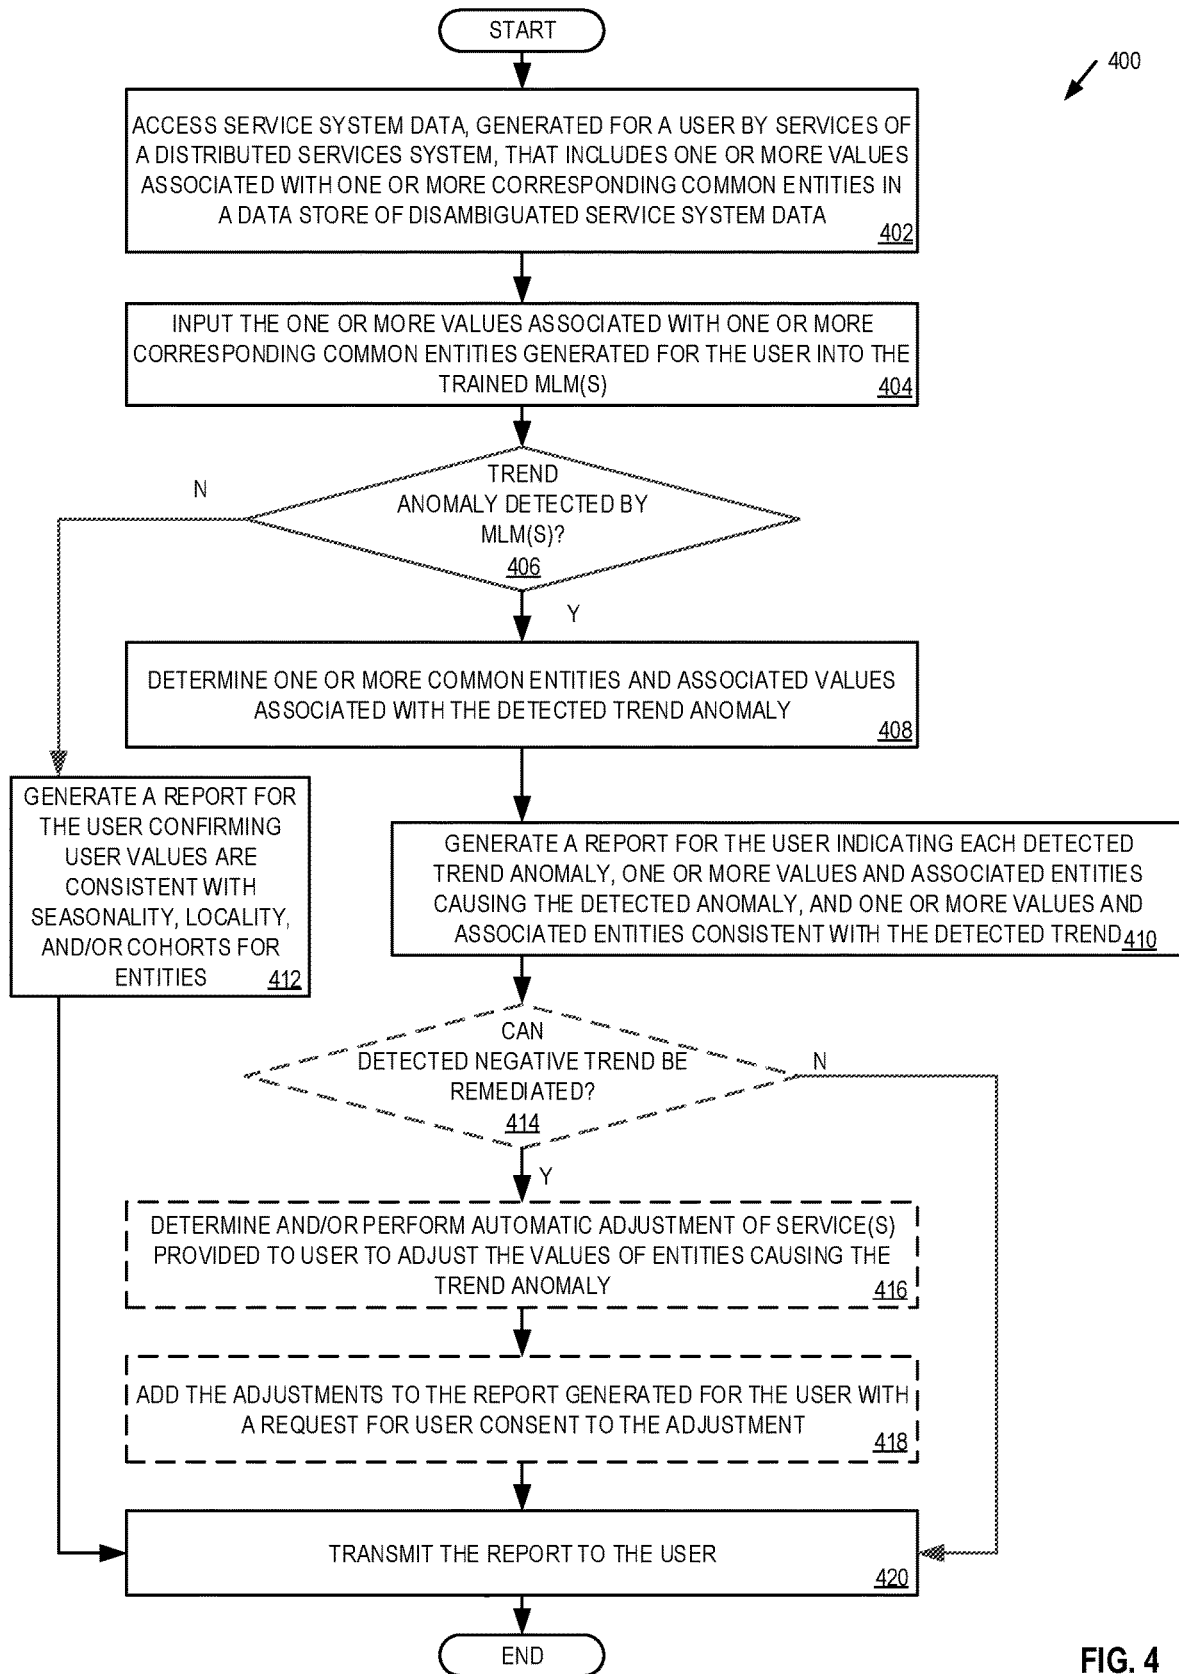 START
400
ACCESS SERVICE SYSTEM DATA, GENERATED FOR A USER BY SERVICES OF
A DISTRIBUTED SERVICES SYSTEM, THAT INCLUDES ONE OR MORE VALUES
ASSOCIATED WITH ONE OR MORE CORRESPONDING COMMON ENTITIES IN
A DATA STORE OF DISAMBIGUATED SERVICE SYSTEM DATA
402
INPUT THE ONE OR MORE VALUES ASSOCIATED WITH ONE OR MORE
CORRESPONDING COMMON ENTITIES GENERATED FOR THE USER INTO THE
TRAINED MLM(S)
404
TREND
ANOMALY DETECTED BY
MLM(S)?
406
N
Y
DETERMINE ONE OR MORE COMMON ENTITIES AND ASSOCIATED VALUES
ASSOCIATED WITH THE DETECTED TREND ANOMALY
408
GENERATE A REPORT FOR
THE USER CONFIRMING
USER VALUES ARE
CONSISTENT WITH
SEASONALITY, LOCALITY,
AND/OR COHORTS FOR
ENTITIES
412
GENERATE A REPORT FOR THE USER INDICATING EACH DETECTED
TREND ANOMALY, ONE OR MORE VALUES AND ASSOCIATED ENTITIES
CAUSING THE DETECTED ANOMALY, AND ONE OR MORE VALUES AND
ASSOCIATED ENTITIES CONSISTENT WITH THE DETECTED TREND
410
CAN
DETECTED NEGATIVE TREND BE
REMEDIATED?
414
N
Y
DETERMINE AND/OR PERFORM AUTOMATIC ADJUSTMENT OF SERVICE(S)
PROVIDED TO USER TO ADJUST THE VALUES OF ENTITIES CAUSING THE
TREND ANOMALY
416
ADD THE ADJUSTMENTS TO THE REPORT GENERATED FOR THE USER WITH
A REQUEST FOR USER CONSENT TO THE ADJUSTMENT
418
TRANSMIT THE REPORT TO THE USER
420
END
FIG. 4